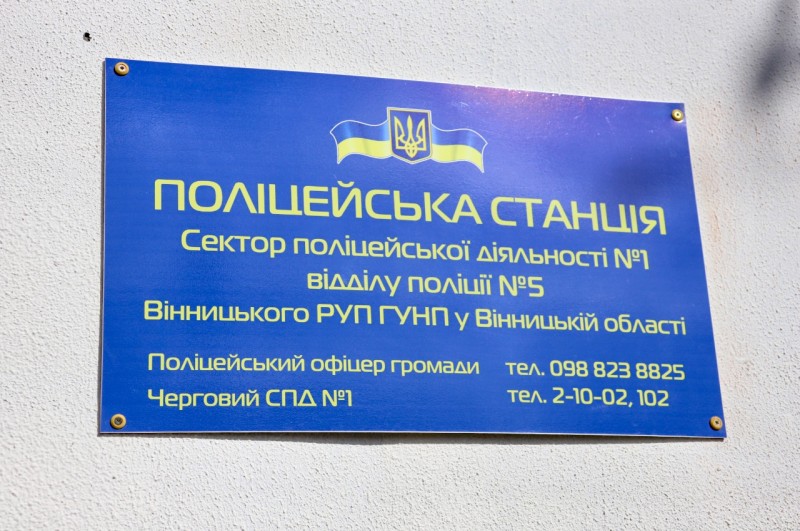 ПОЛІЦЕЙСЬКА СТАНЦІЯ
Сектор поліцейської діяльності №1
відділу поліції №5
Вінницького РУП ГУНП у Вінницькій області
Поліцейський офіцер громади тел. 098 823 8825
Черговий СПД №1 тел. 2-10-02, 102